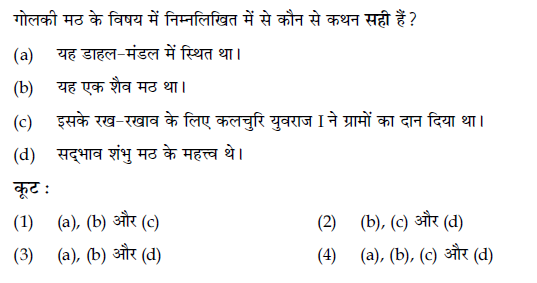 गोलकी मठ के विषय में निम्नलिखित में से कौन से कथन सही हैं ?
(a) यह डाहल-मंडल में स्थित था।
(b) यह एक शैव मठ था।
(c) इसके रख-रखाव के लिए कलचुरि युवराज I ने ग्रामों का दान दिया था।
(d) सद्भाव शंभु मठ के महत्त्व थे।
कूट :
(1) (a), (b) और (c) (2) (b), (c) और (d)
(3) (a), (b) और (d) (4) (a), (b), (c) और (d)